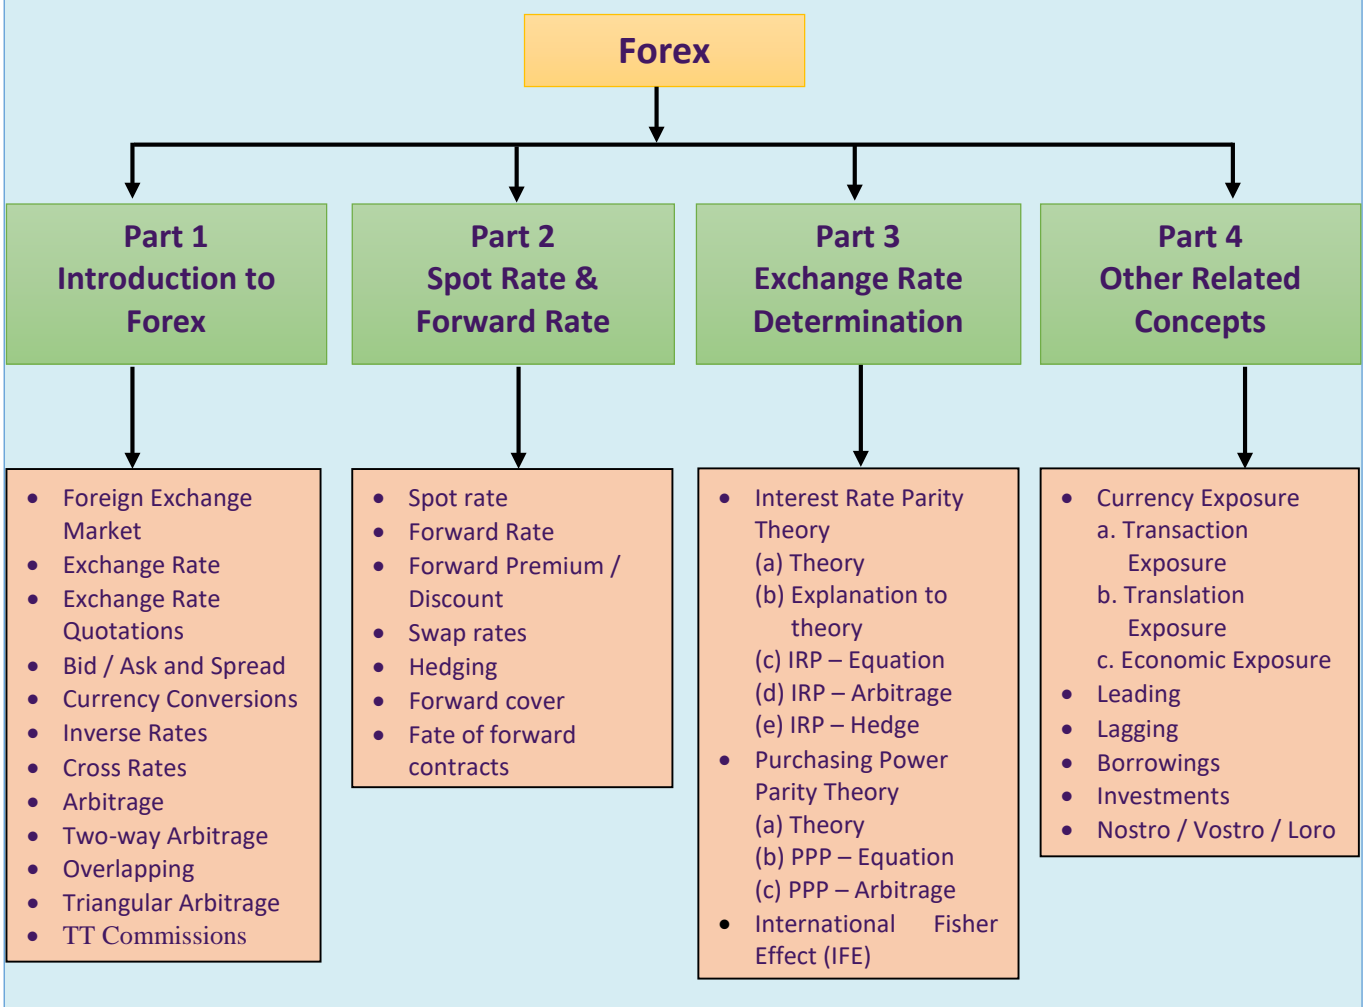 Forex
Part 1
Introduction to
Forex
Part 2
Spot Rate &
Forward Rate
Part 3
Exchange Rate
Determination
Part 4
Other Related
Concepts
• Foreign Exchange
Market
• Exchange Rate
• Exchange Rate
Quotations
• Bid / Ask and Spread
• Currency Conversions
• Inverse Rates
• Cross Rates
• Arbitrage
• Two-way Arbitrage
• Overlapping
• Triangular Arbitrage
• TT Commissions
• Spot rate
• Forward Rate
• Forward Premium /
Discount
• Swap rates
• Hedging
• Forward cover
• Fate of forward
contracts
• Interest Rate Parity
Theory
(a) Theory
(b) Explanation to
theory
(c) IRP – Equation
(d) IRP – Arbitrage
(e) IRP – Hedge
• Purchasing Power
Parity Theory
(a) Theory
(b) PPP – Equation
(c) PPP – Arbitrage
• International Fisher
Effect (IFE)
• Currency Exposure
a. Transaction
Exposure
b. Translation
Exposure
c. Economic Exposure
• Leading
• Lagging
• Borrowings
• Investments
• Nostro / Vostro / Loro